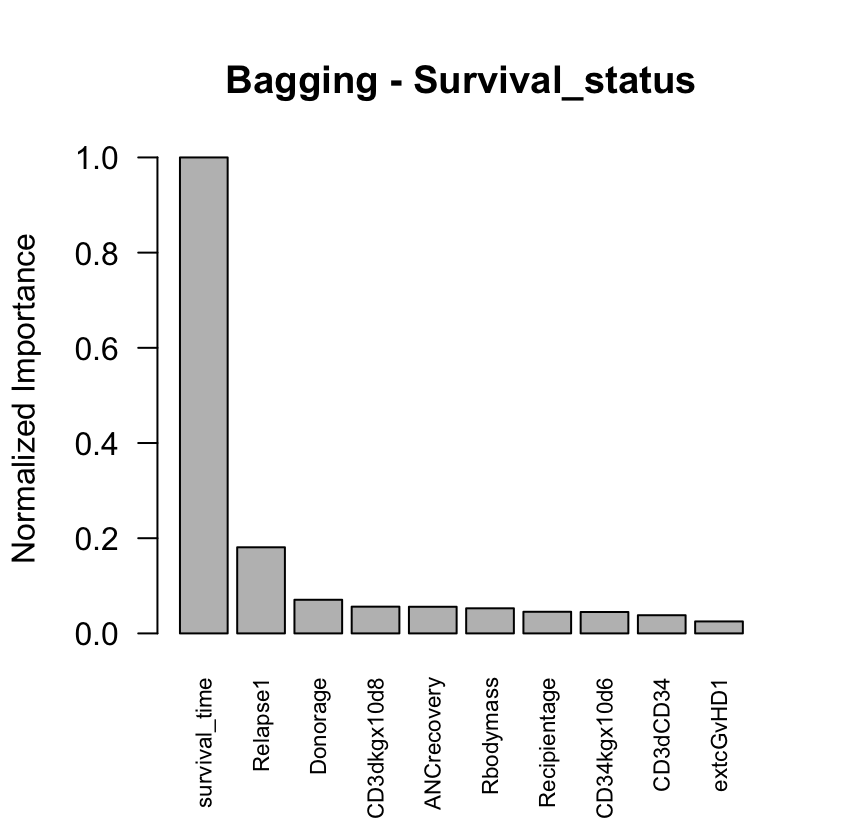 Bagging - Survival_status
Normalized Importance
1.0
0.8
0.6
0.4
0.2
0.0
survival_time
Relapse1
Donorage
CD3dkgx10d8
ANCrecovery
Rbodymass
Recipientage
CD34kgx10d6
CD3dCD34
extcGvHD1